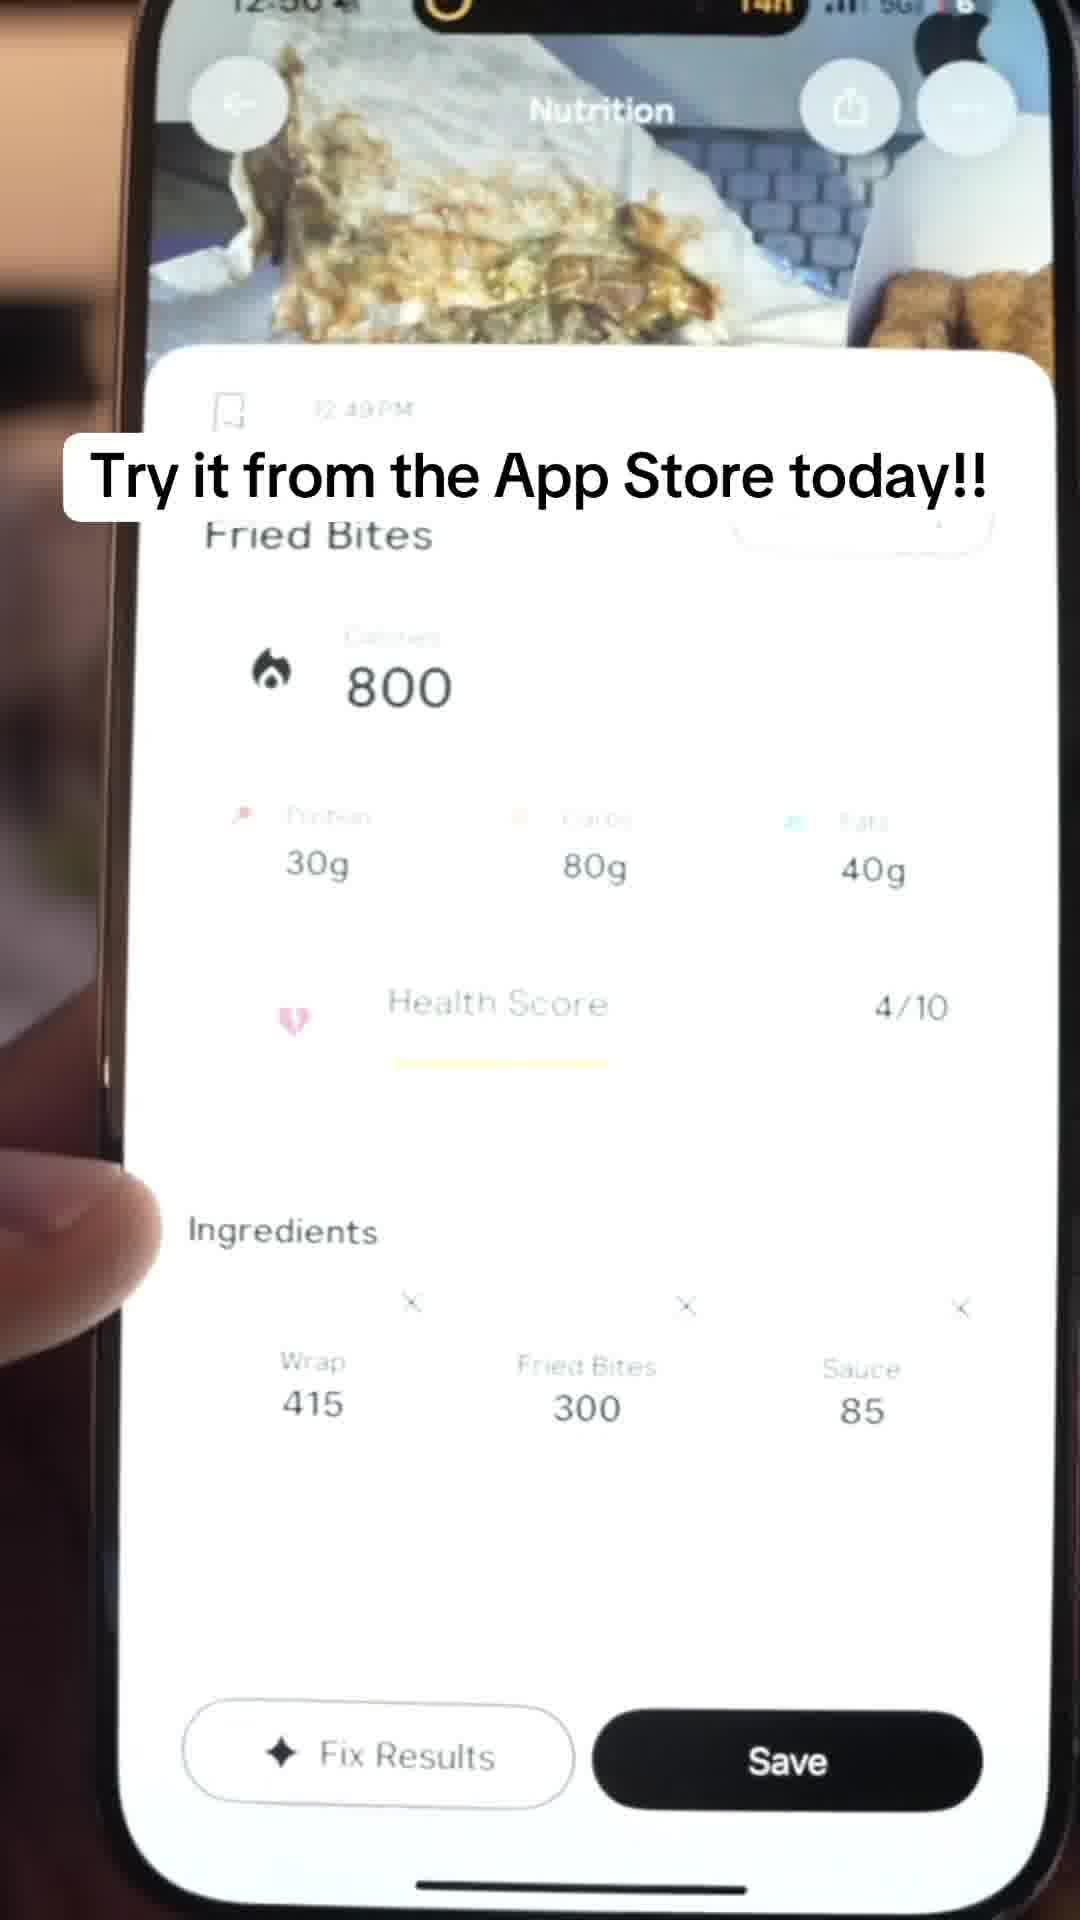 12:50
14h
5G
Nutrition
12:49 PM
Try it from the App Store today!!
Fried Bites
Calories
800
Protein
Carbs
Fats
30g
80g
40g
Health Score
4/10
Ingredients
Wrap
Fried Bites
Sauce
415
300
85
Fix Results
Save